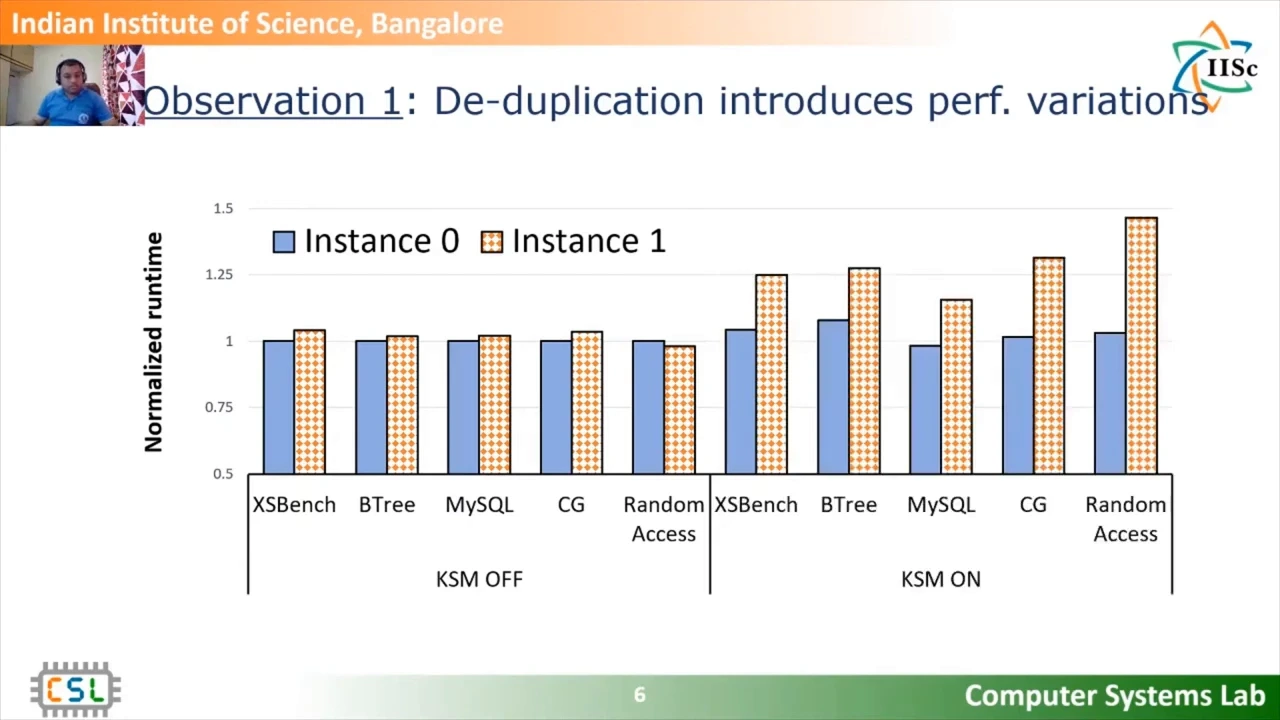 Indian Institute of Science, Bangalore
IISc
Observation 1: De-duplication introduces perf. variations
Normalized runtime
1.5
1.25
1
0.75
0.5
Instance 0 Instance 1
XSBench BTree MySQL CG Random Access XSBench BTree MySQL CG Random Access
KSM OFF KSM ON
CSL
6
Computer Systems Lab